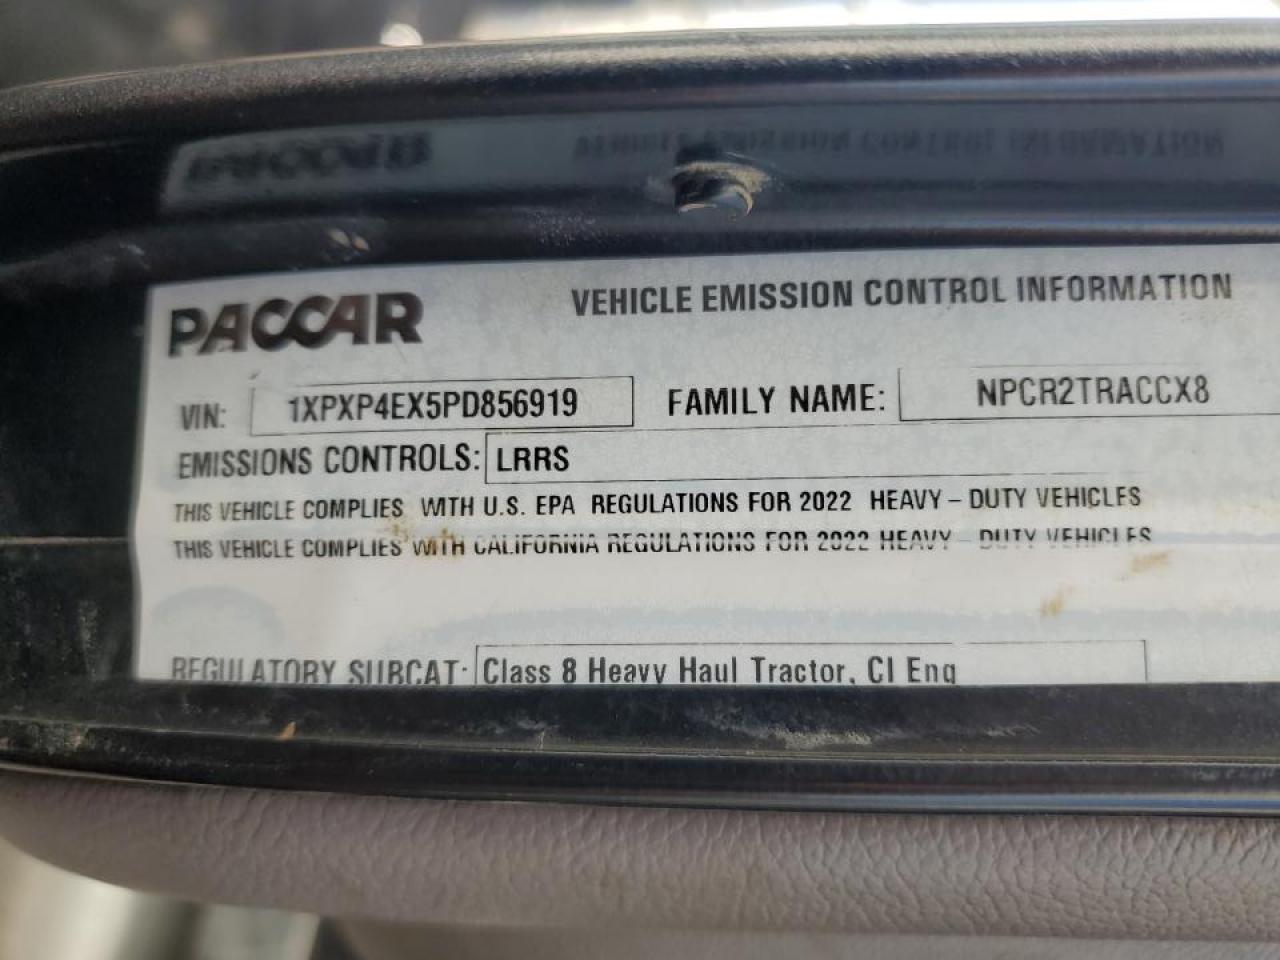 PACCAR VEHICLE EMISSION CONTROL INFORMATION
VIN: 1XPXP4EX5PD856919 FAMILY NAME: NPCR2TRACCX8
EMISSIONS CONTROLS: LRRS
THIS VEHICLE COMPLIES WITH U.S. EPA REGULATIONS FOR 2022 HEAVY – DUTY VEHICLES
THIS VEHICLE COMPLIES WITH CALIFORNIA REGULATIONS FOR 2022 HEAVY – DUTY VEHICLES
REGULATORY SUBCAT: Class 8 Heavy Haul Tractor, CI Eng